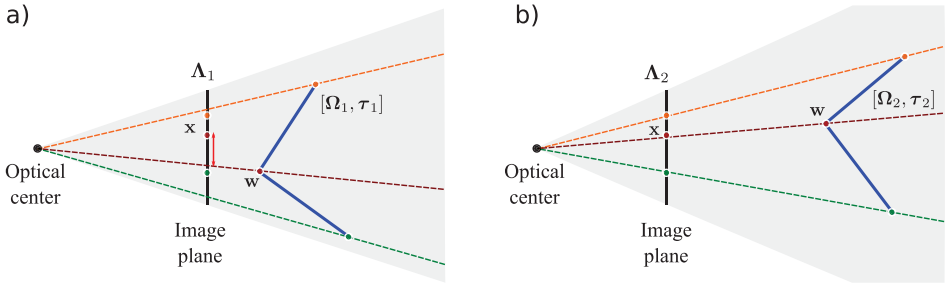 a)
Λ₁
[Ω₁, τ₁]
x
w
Optical
center
Image
plane
b)
Λ₂
[Ω₂, τ₂]
w
x
Optical
center
Image
plane